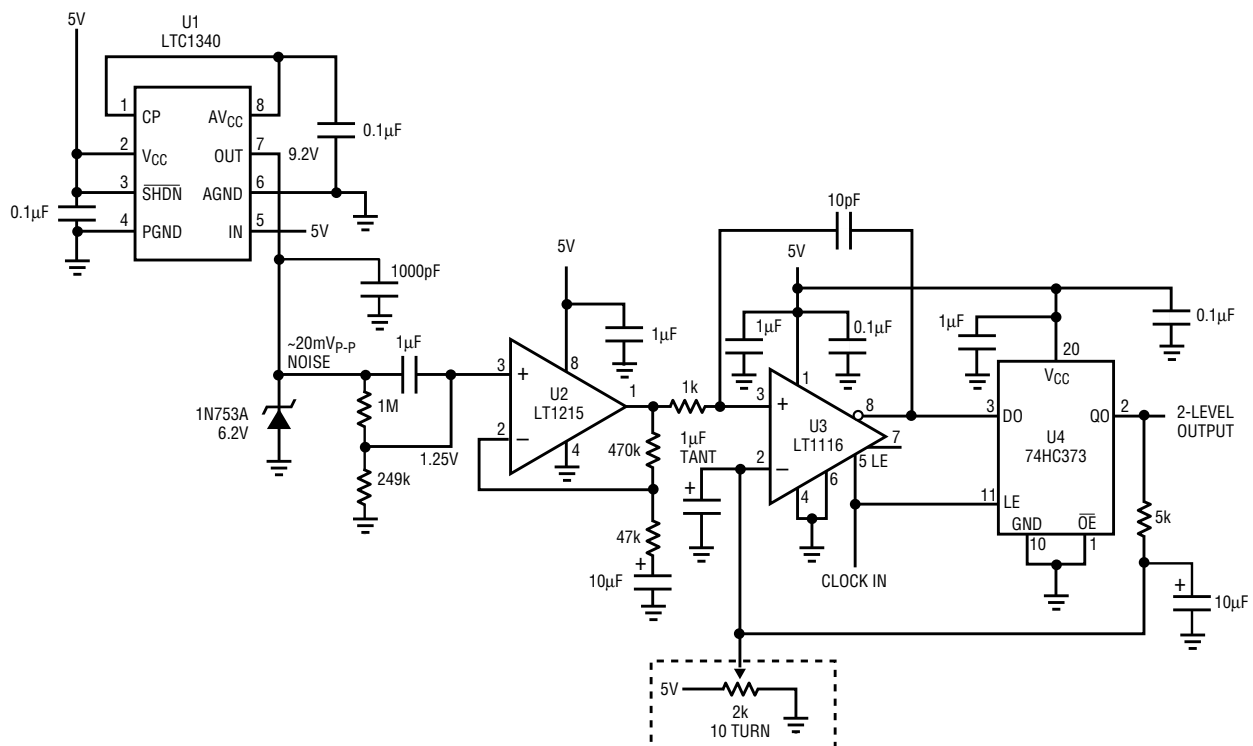 5V
U1
LTC1340
1 CP
AVCC 8
2 VCC
OUT 7
9.2V
3 S̅H̅D̅N̅
AGND 6
4 PGND
IN 5
5V
0.1µF
0.1µF
1000pF
~20mVP-P
NOISE
1µF
1N753A
6.2V
1M
1.25V
249k
5V
1µF
3
+
8
U2
LT1215
1
2
–
4
470k
47k
+
10µF
1k
10pF
5V
1µF
0.1µF
1
3
+
8
U3
LT1116
7
2
–
5 LE
4
6
1µF
TANT
+
CLOCK IN
1µF
0.1µF
20
VCC
3 DO
QO 2
2-LEVEL
OUTPUT
U4
74HC373
11 LE
GND
O̅E̅
10
1
5k
+
10µF
5V
2k
10 TURN